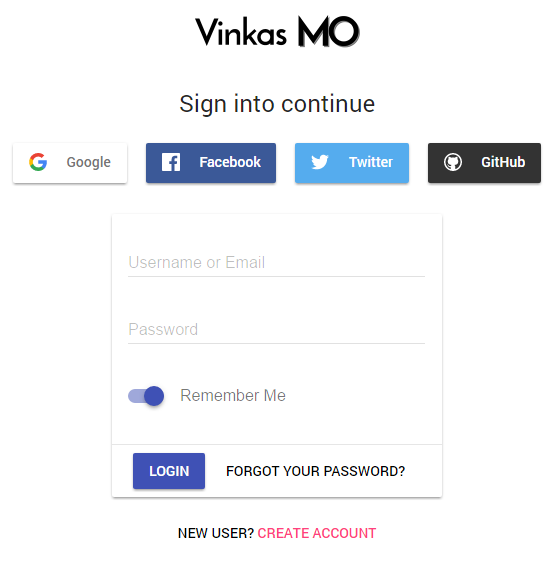 Vinkas MO
Sign into continue
Google Facebook Twitter GitHub
Username or Email
Password
Remember Me
LOGIN FORGOT YOUR PASSWORD?
NEW USER? CREATE ACCOUNT